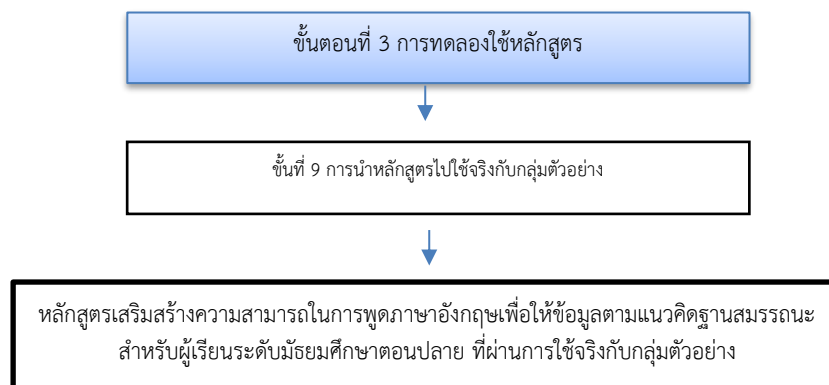 ขั้นตอนที่ 3 การทดลองใช้หลักสูตร
ขั้นที่ 9 การนำหลักสูตรไปใช้จริงกับกลุ่มตัวอย่าง
หลักสูตรเสริมสร้างความสามารถในการพูดภาษาอังกฤษเพื่อให้ข้อมูลตามแนวคิดฐานสมรรถนะ
สำหรับผู้เรียนระดับมัธยมศึกษาตอนปลาย ที่ผ่านการใช้จริงกับกลุ่มตัวอย่าง